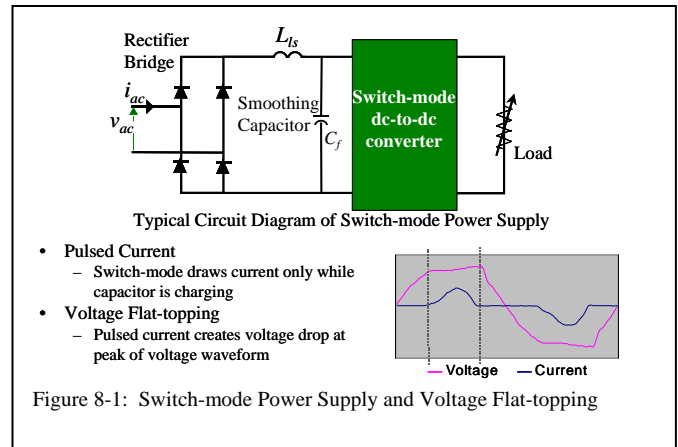 Rectifier
Bridge
L_ls
i_ac
v_ac
Smoothing
Capacitor
C_f
Switch-mode
dc-to-dc
converter
Load
Typical Circuit Diagram of Switch-mode Power Supply
• Pulsed Current
– Switch-mode draws current only while
capacitor is charging
• Voltage Flat-topping
– Pulsed current creates voltage drop at
peak of voltage waveform
Voltage Current
Figure 8-1: Switch-mode Power Supply and Voltage Flat-topping